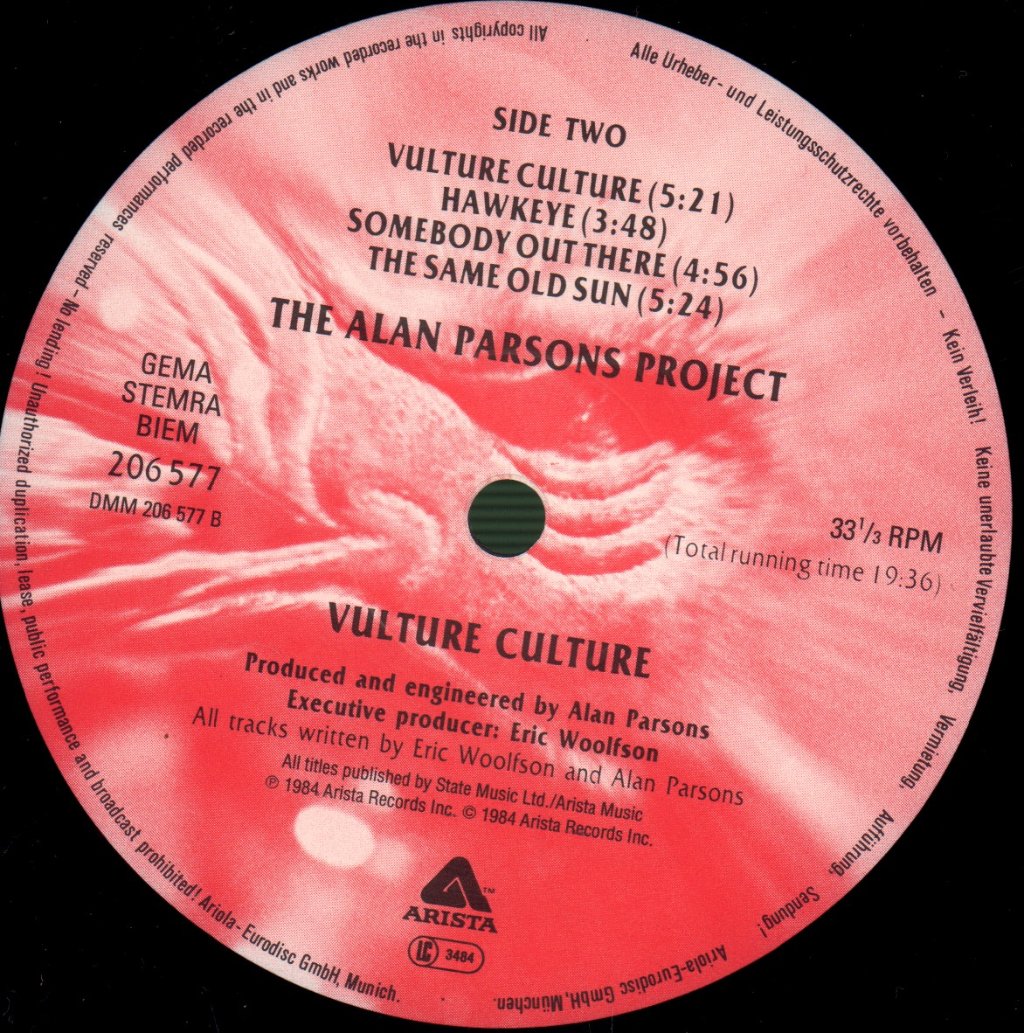 SIDE TWO
VULTURE CULTURE (5:21)
HAWKEYE (3:48)
SOMEBODY OUT THERE (4:56)
THE SAME OLD SUN (5:24)
THE ALAN PARSONS PROJECT
GEMA
STEMRA
BIEM
206 577
DMM 206 577 B
33 1/3 RPM
(Total running time 19:36)
VULTURE CULTURE
Produced and engineered by Alan Parsons
Executive producer: Eric Woolfson
All tracks written by Eric Woolfson and Alan Parsons
All titles published by State Music Ltd./Arista Music
℗ 1984 Arista Records Inc. © 1984 Arista Records Inc.
ARISTA™
LC 3484
Alle Urheber- und Leistungsschutzrechte vorbehalten - Kein Verleih! Keine unerlaubte Vervielfältigung, Vermietung, Aufführung, Sendung! Ariola-Eurodisc GmbH, München.
All copyrights in the recorded works and in the recorded performances reserved - No lending! Unauthorized duplication, lease, public performance and broadcast prohibited! Ariola-Eurodisc GmbH, Munich.